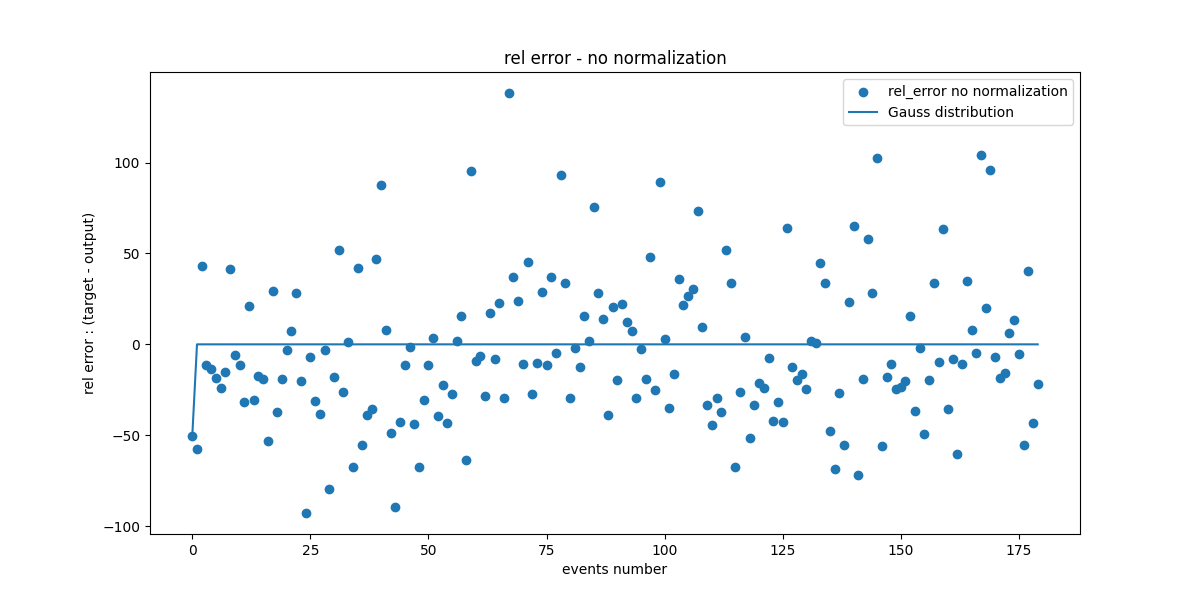 rel error - no normalization
rel_error no normalization
Gauss distribution
rel error : (target - output)
100
50
0
−50
−100
0
25
50
75
100
125
150
175
events number